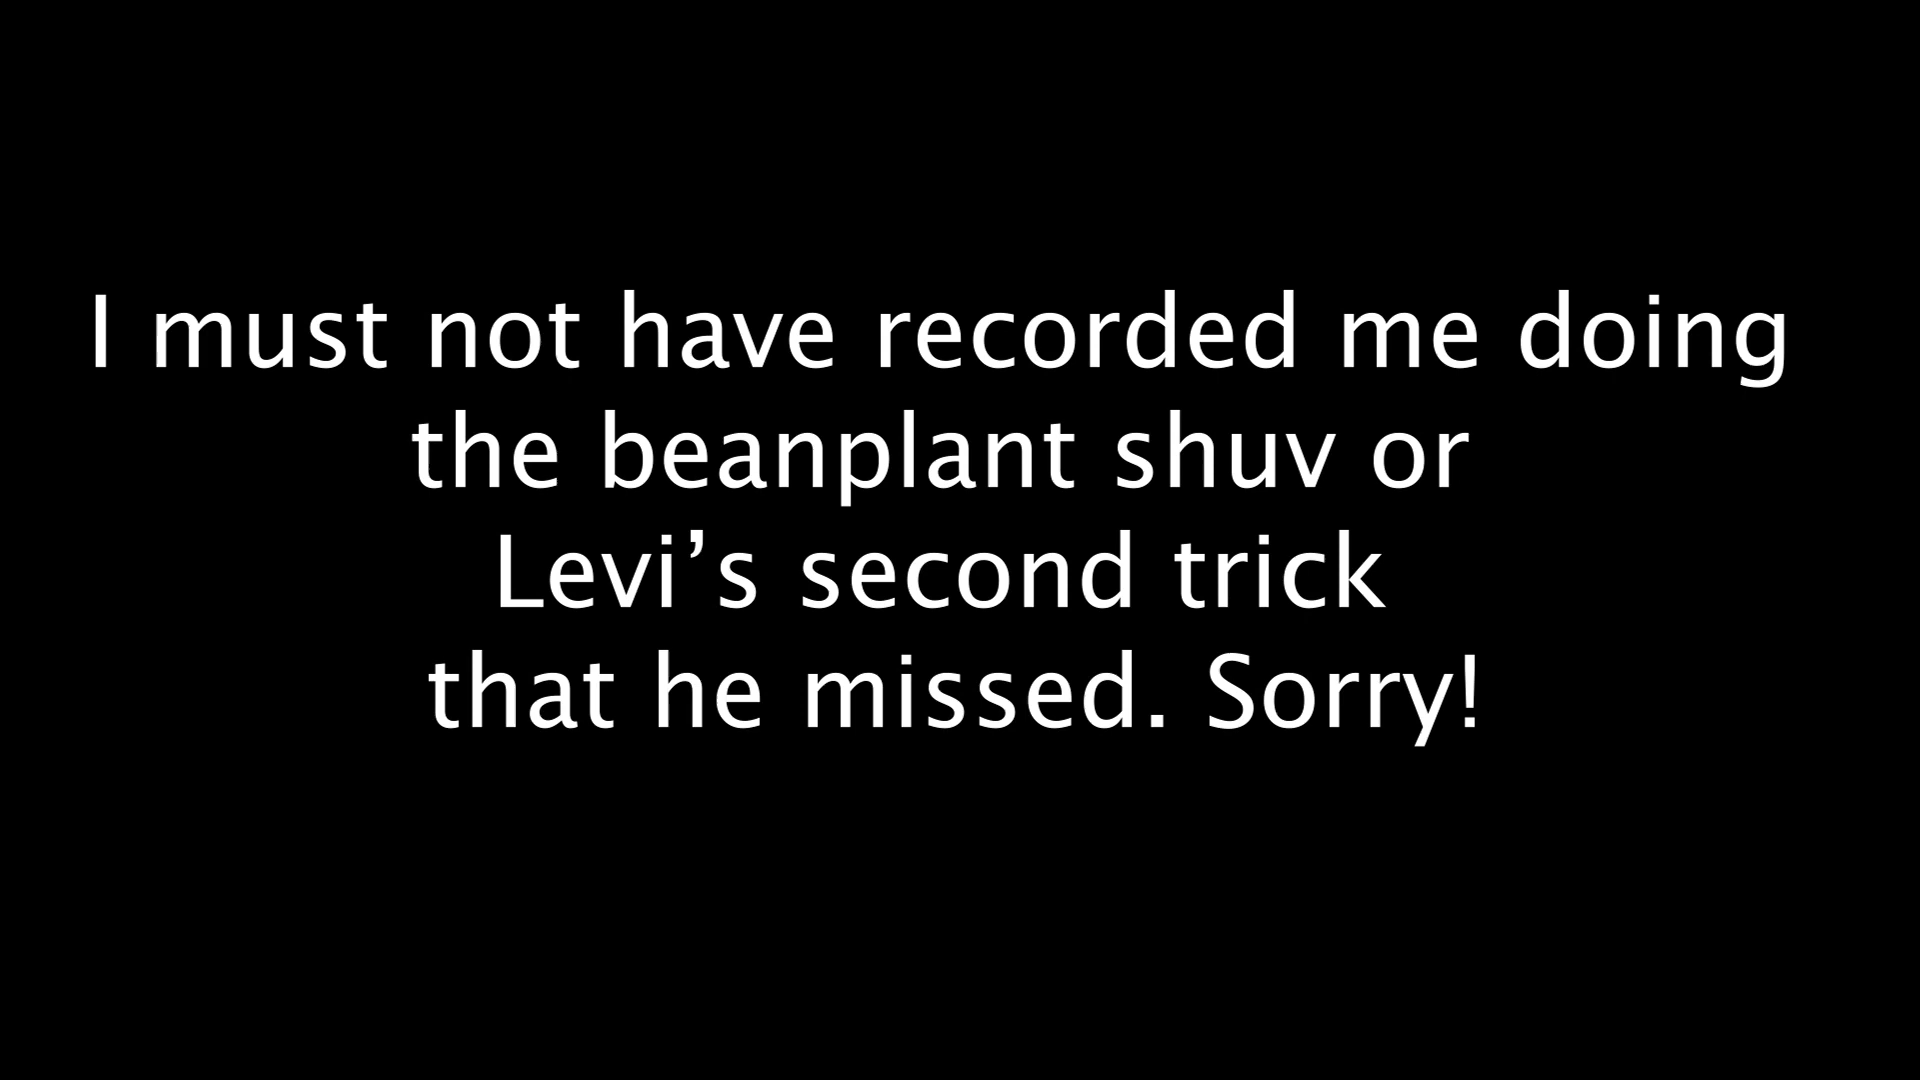 I must not have recorded me doing
the beanplant shuv or
Levi’s second trick
that he missed. Sorry!